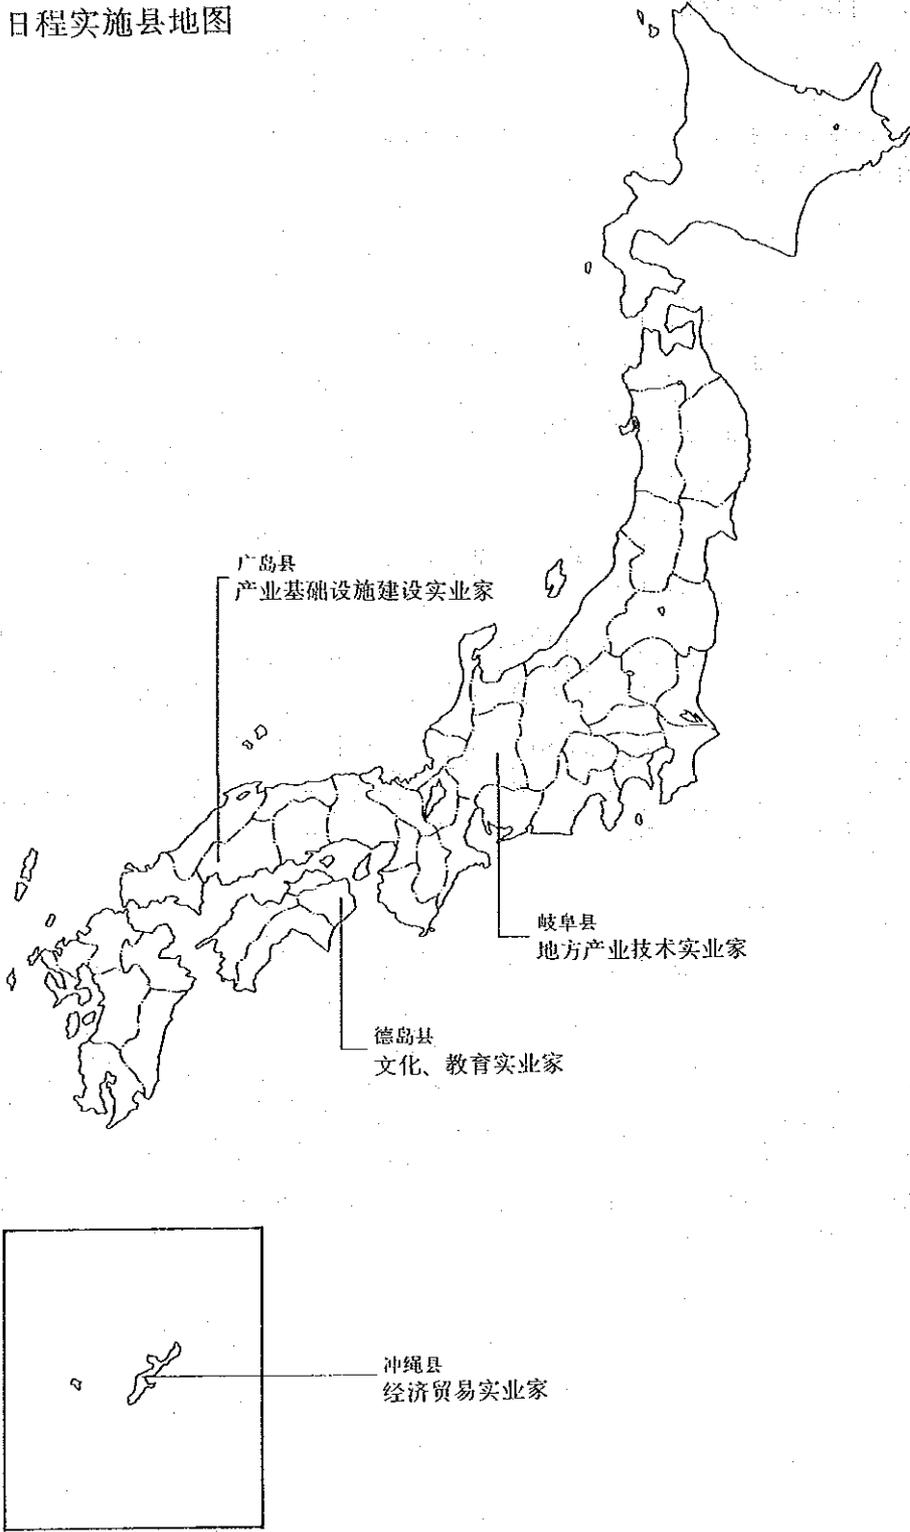 日程实施县地图
广岛县
产业基础设施建设实业家
岐阜县
地方产业技术实业家
德岛县
文化、教育实业家
冲绳县
经济贸易实业家